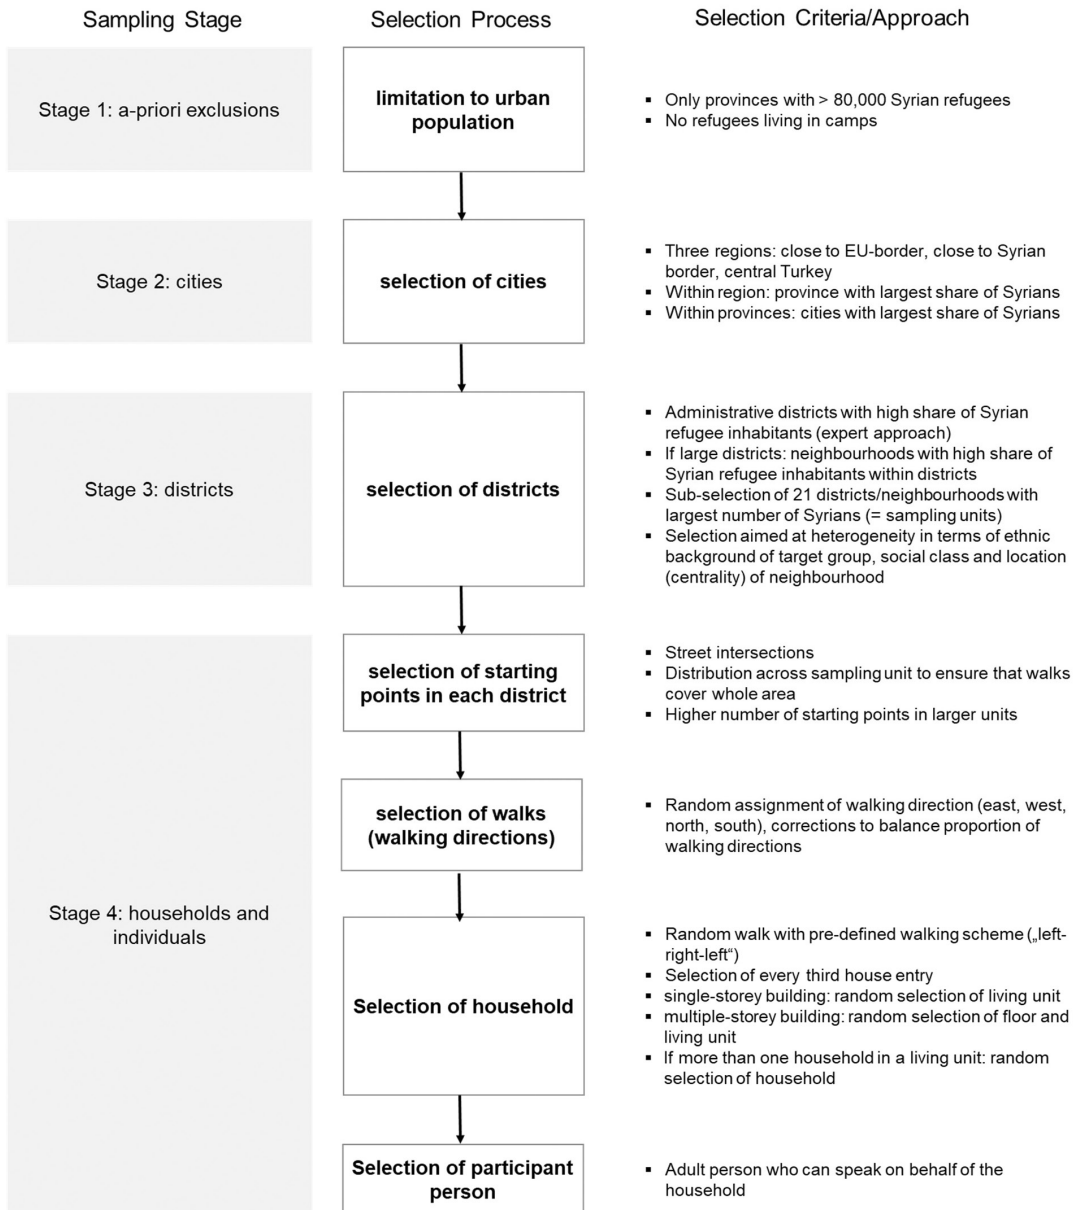 Sampling Stage
Selection Process
Selection Criteria/Approach
Stage 1: a-priori exclusions
limitation to urban
population
▪ Only provinces with > 80,000 Syrian refugees
▪ No refugees living in camps
Stage 2: cities
selection of cities
▪ Three regions: close to EU-border, close to Syrian
border, central Turkey
▪ Within region: province with largest share of Syrians
▪ Within provinces: cities with largest share of Syrians
Stage 3: districts
selection of districts
▪ Administrative districts with high share of Syrian
refugee inhabitants (expert approach)
▪ If large districts: neighbourhoods with high share of
Syrian refugee inhabitants within districts
▪ Sub-selection of 21 districts/neighbourhoods with
largest number of Syrians (= sampling units)
▪ Selection aimed at heterogeneity in terms of ethnic
background of target group, social class and location
(centrality) of neighbourhood
Stage 4: households and
individuals
selection of starting
points in each district
▪ Street intersections
▪ Distribution across sampling unit to ensure that walks
cover whole area
▪ Higher number of starting points in larger units
selection of walks
(walking directions)
▪ Random assignment of walking direction (east, west,
north, south), corrections to balance proportion of
walking directions
Selection of household
▪ Random walk with pre-defined walking scheme („left-
right-left“)
▪ Selection of every third house entry
▪ single-storey building: random selection of living unit
▪ multiple-storey building: random selection of floor and
living unit
▪ If more than one household in a living unit: random
selection of household
Selection of participant
person
▪ Adult person who can speak on behalf of the
household